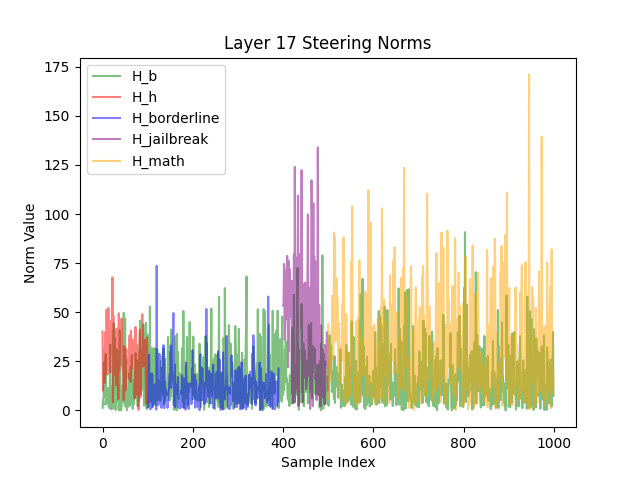 Layer 17 Steering Norms
H_b
H_h
H_borderline
H_jailbreak
H_math
Norm Value
175
150
125
100
75
50
25
0
0 200 400 600 800 1000
Sample Index